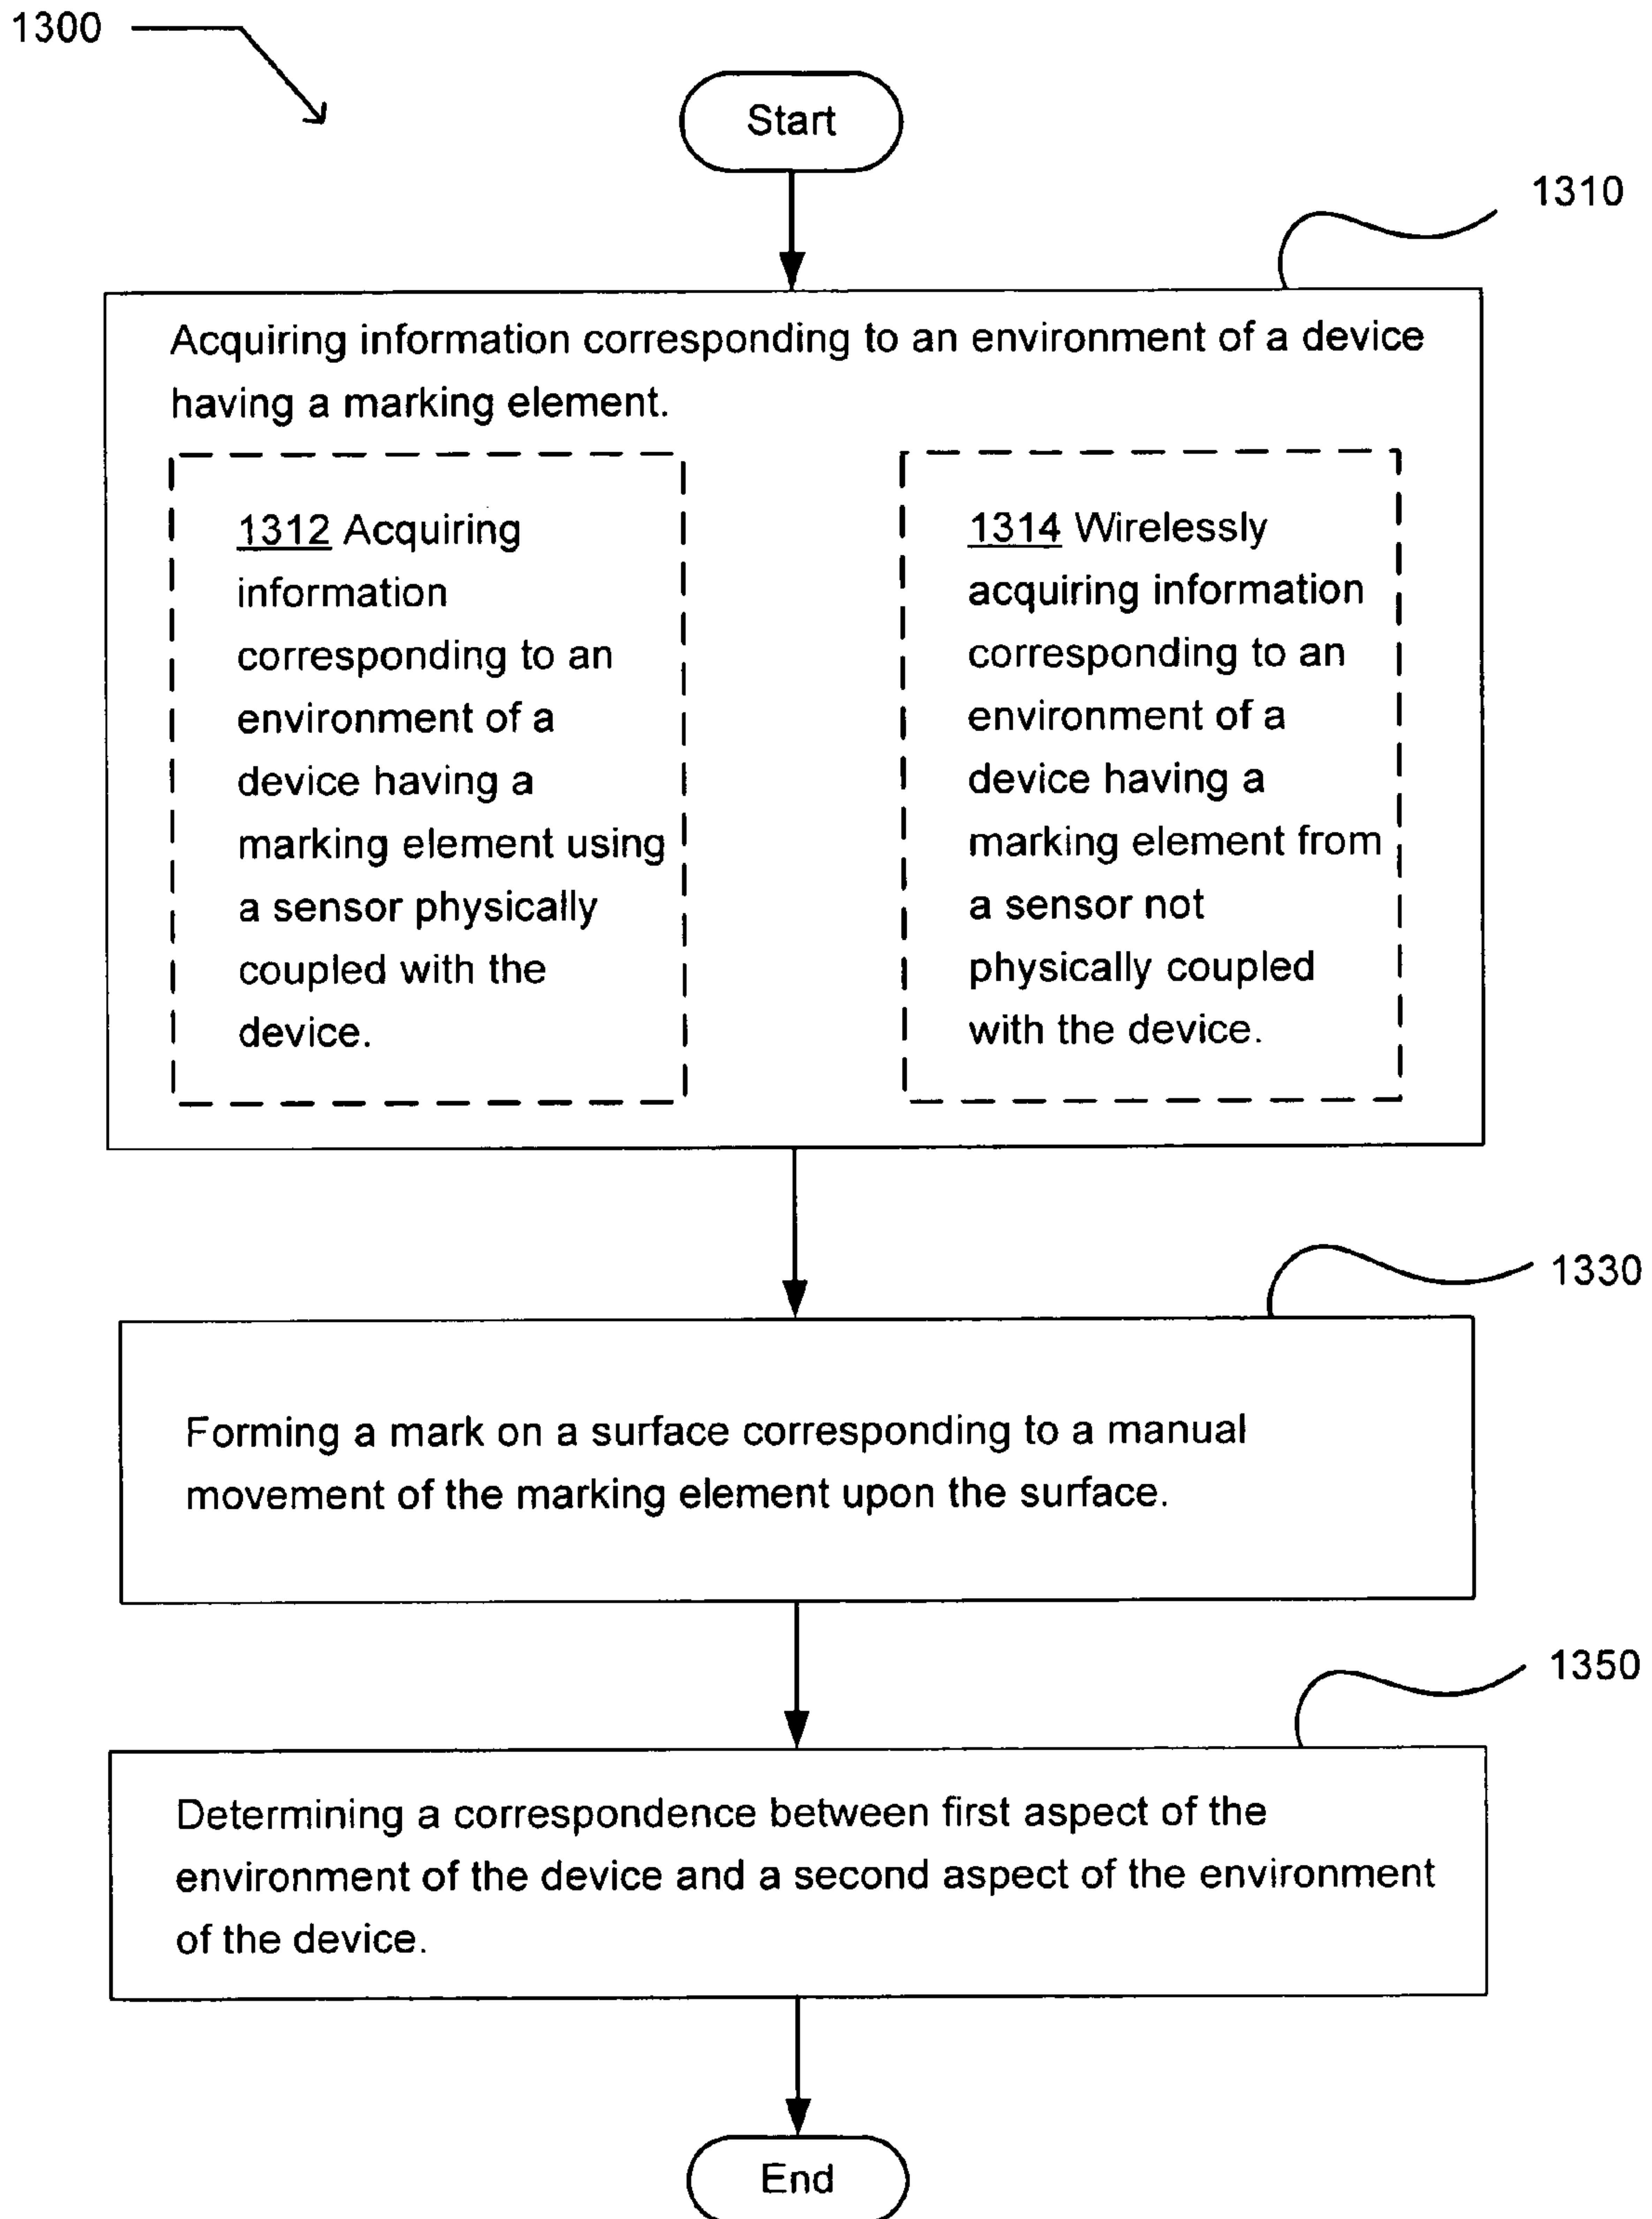 1300
Start
1310
Acquiring information corresponding to an environment of a device
having a marking element.
1312 Acquiring
information
corresponding to an
environment of a
device having a
marking element using
a sensor physically
coupled with the
device.
1314 Wirelessly
acquiring information
corresponding to an
environment of a
device having a
marking element from
a sensor not
physically coupled
with the device.
1330
Forming a mark on a surface corresponding to a manual
movement of the marking element upon the surface.
1350
Determining a correspondence between first aspect of the
environment of the device and a second aspect of the environment
of the device.
End